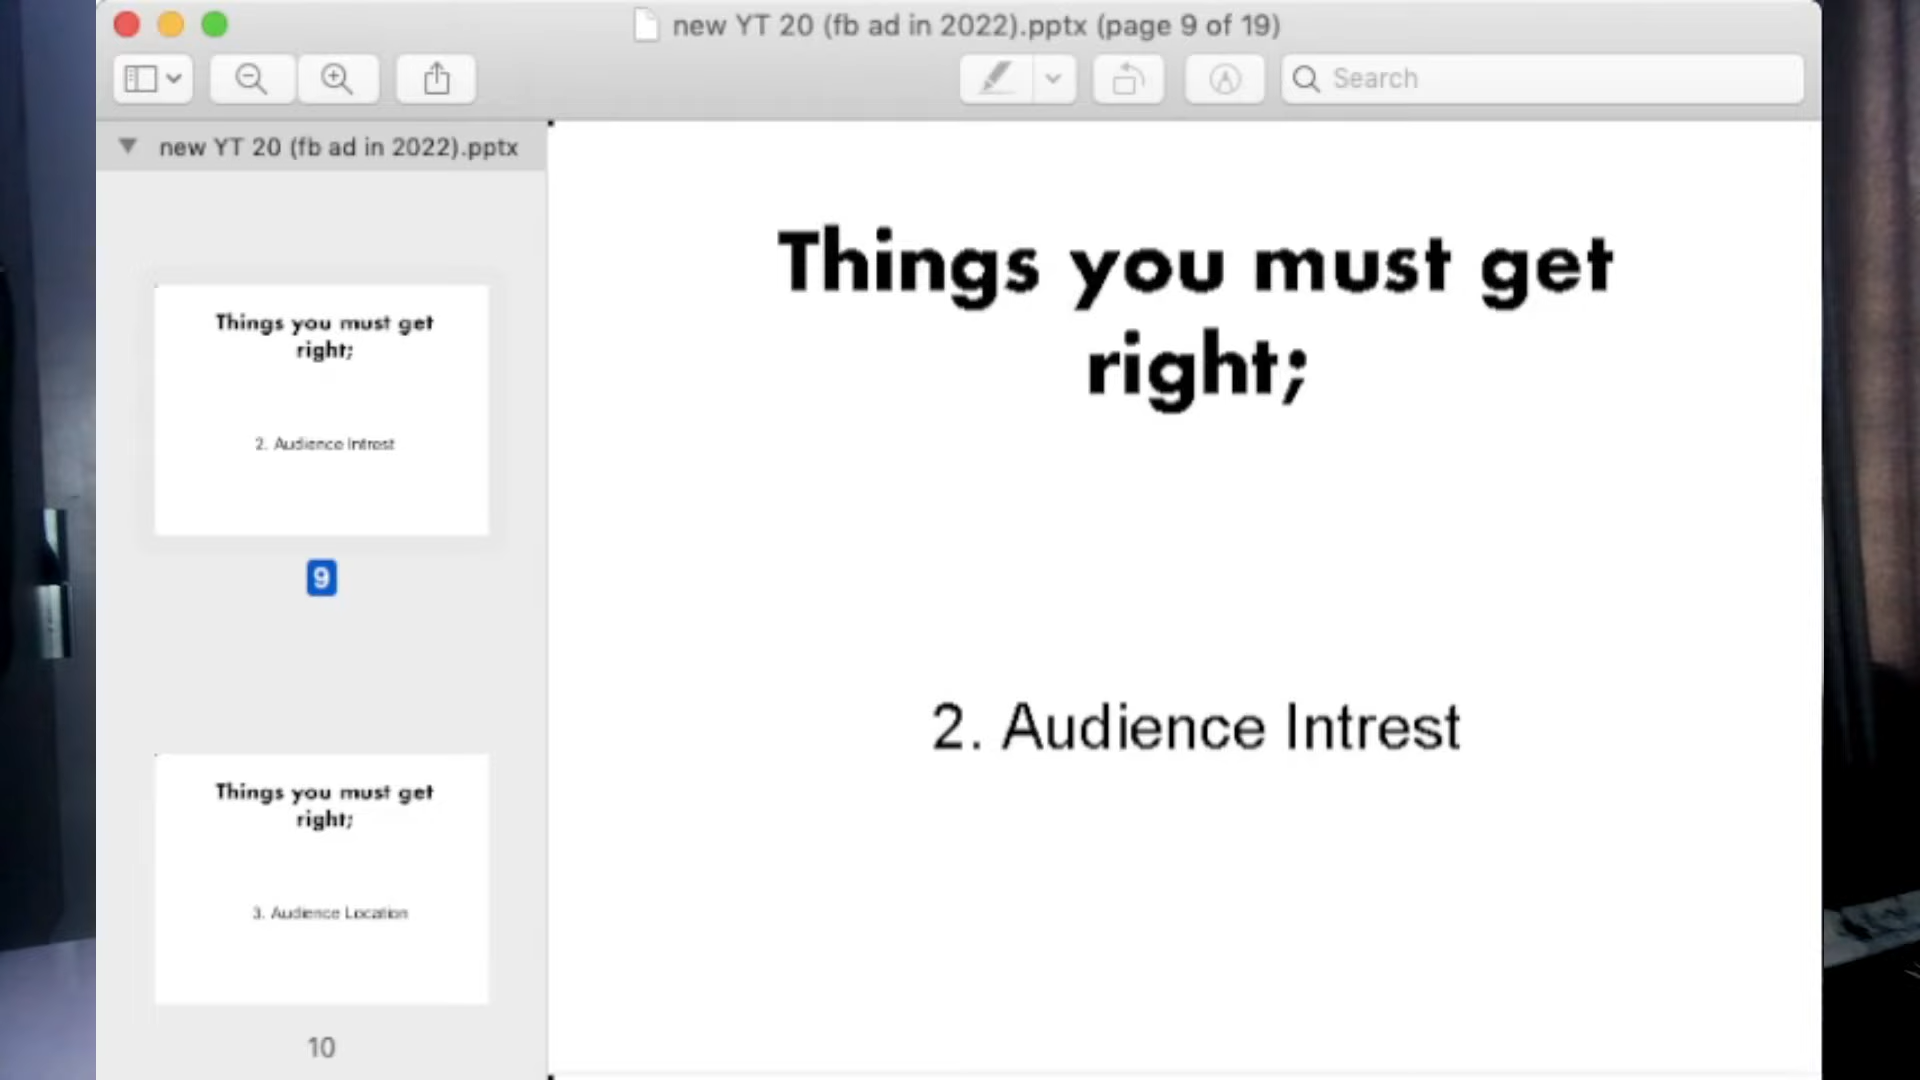 new YT 20 (fb ad in 2022).pptx (page 9 of 19)
Search
new YT 20 (fb ad in 2022).pptx
Things you must get
right;
2. Audience Intrest
9
Things you must get
right;
3. Audience Location
10
Things you must get
right;
2. Audience Intrest